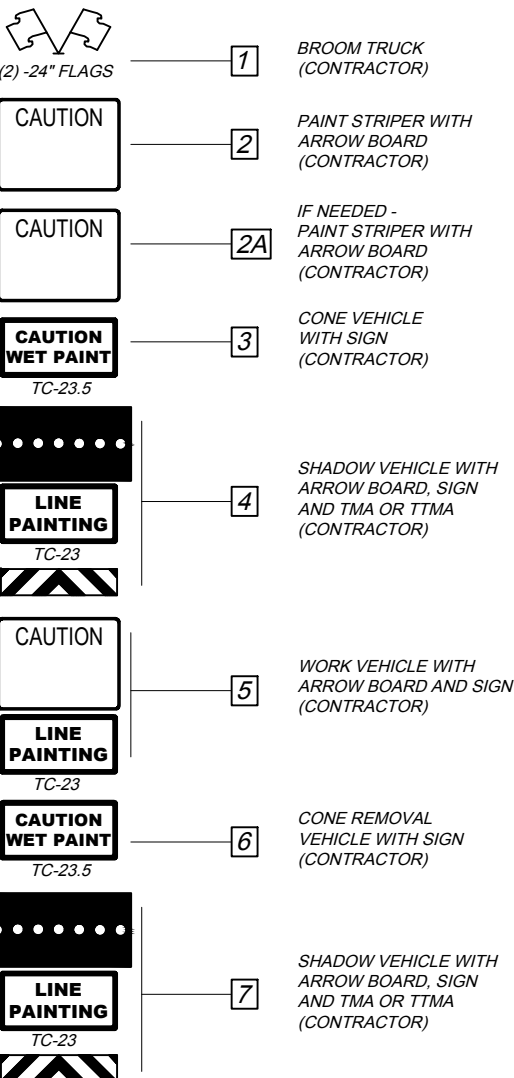 (2) -24" FLAGS
1
BROOM TRUCK
(CONTRACTOR)
CAUTION
2
PAINT STRIPER WITH
ARROW BOARD
(CONTRACTOR)
CAUTION
2A
IF NEEDED -
PAINT STRIPER WITH
ARROW BOARD
(CONTRACTOR)
CAUTION
WET PAINT
TC-23.5
3
CONE VEHICLE
WITH SIGN
(CONTRACTOR)
LINE
PAINTING
TC-23
4
SHADOW VEHICLE WITH
ARROW BOARD, SIGN
AND TMA OR TTMA
(CONTRACTOR)
CAUTION
LINE
PAINTING
TC-23
5
WORK VEHICLE WITH
ARROW BOARD AND SIGN
(CONTRACTOR)
CAUTION
WET PAINT
TC-23.5
6
CONE REMOVAL
VEHICLE WITH SIGN
(CONTRACTOR)
LINE
PAINTING
TC-23
7
SHADOW VEHICLE WITH
ARROW BOARD, SIGN
AND TMA OR TTMA
(CONTRACTOR)